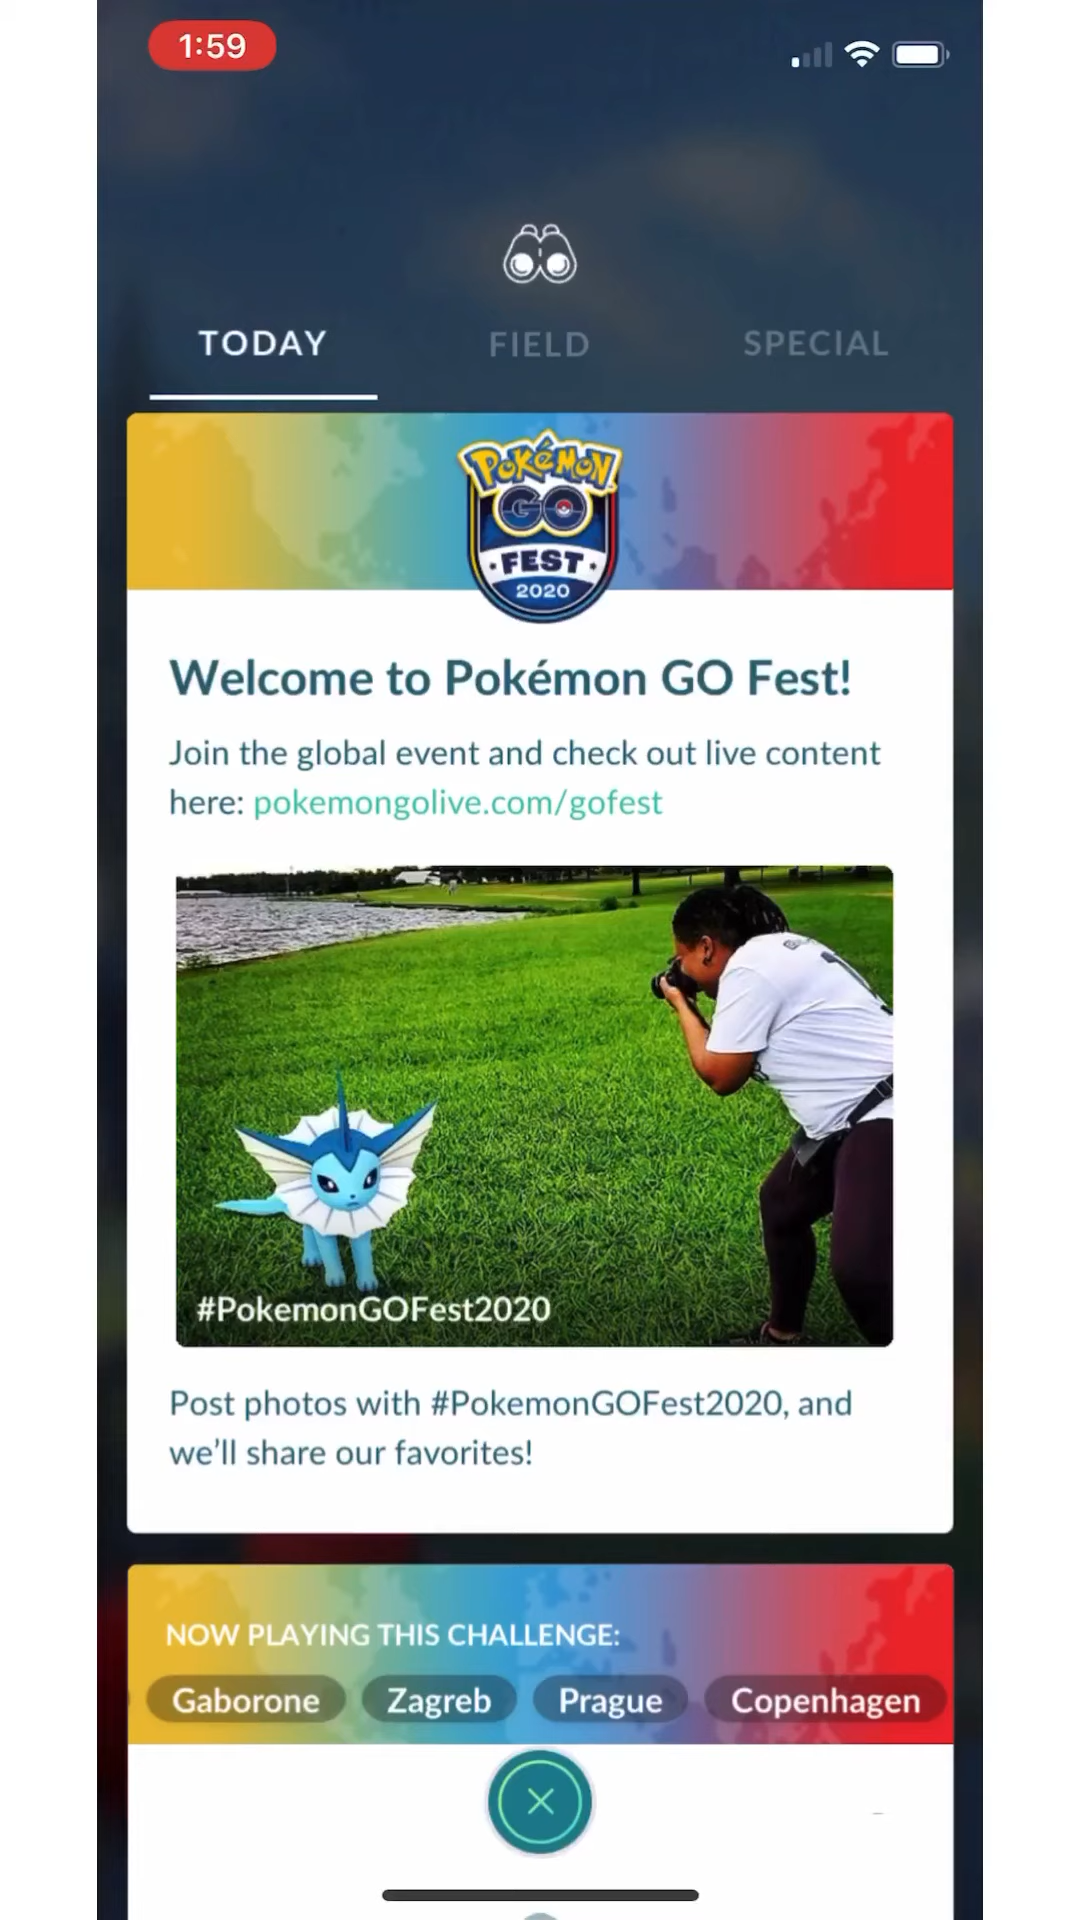 1:59
TODAY FIELD SPECIAL
POKéMON
GO
FEST
2020
Welcome to Pokémon GO Fest!
Join the global event and check out live content
here: pokemongolive.com/gofest
#PokemonGOFest2020
Post photos with #PokemonGOFest2020, and
we’ll share our favorites!
NOW PLAYING THIS CHALLENGE:
Gaborone Zagreb Prague Copenhagen